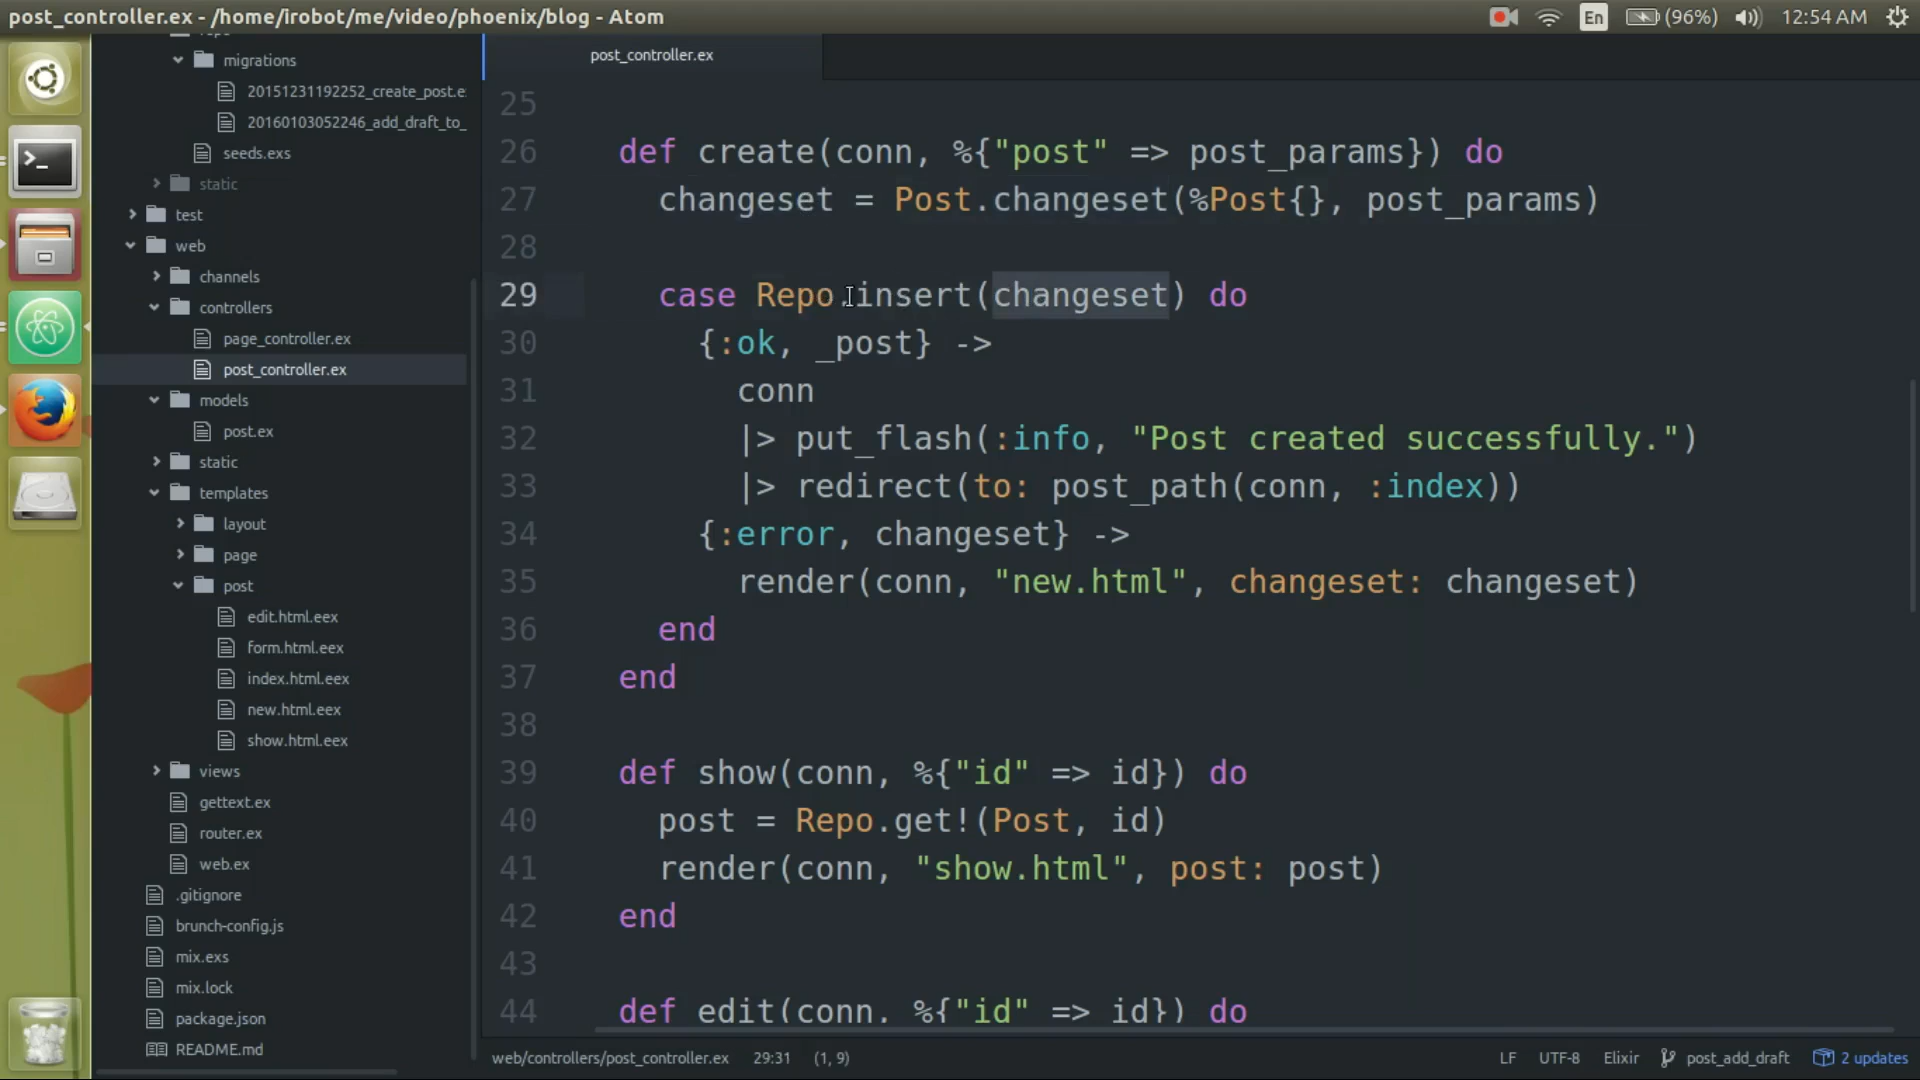 post_controller.ex - /home/irobot/me/video/phoenix/blog - Atom
En
(96%)
12:54 AM
migrations
20151231192252_create_post.e
20160103052246_add_draft_to_
seeds.exs
static
test
web
channels
controllers
page_controller.ex
post_controller.ex
models
post.ex
static
templates
layout
page
post
edit.html.eex
form.html.eex
index.html.eex
new.html.eex
show.html.eex
views
gettext.ex
router.ex
web.ex
.gitignore
brunch-config.js
mix.exs
mix.lock
package.json
README.md
post_controller.ex
25
26 def create(conn, %{"post" => post_params}) do
27 changeset = Post.changeset(%Post{}, post_params)
28
29 case Repo.insert(changeset) do
30 {:ok, _post} ->
31 conn
32 |> put_flash(:info, "Post created successfully.")
33 |> redirect(to: post_path(conn, :index))
34 {:error, changeset} ->
35 render(conn, "new.html", changeset: changeset)
36 end
37 end
38
39 def show(conn, %{"id" => id}) do
40 post = Repo.get!(Post, id)
41 render(conn, "show.html", post: post)
42 end
43
44 def edit(conn, %{"id" => id}) do
web/controllers/post_controller.ex 29:31 (1, 9)
LF UTF-8 Elixir post_add_draft 2 updates